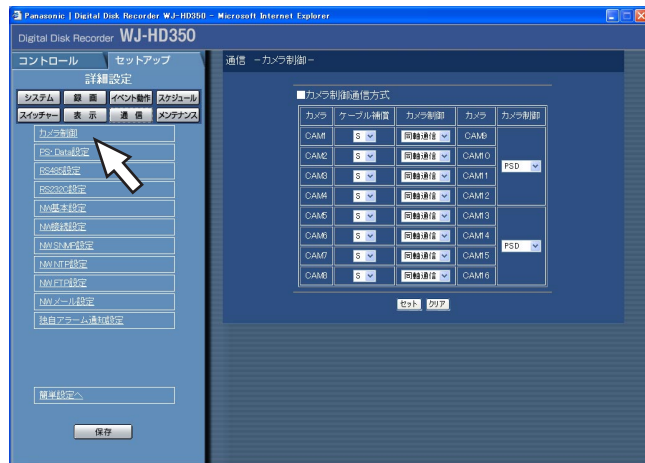 Panasonic | Digital Disk Recorder WJ-HD350 - Microsoft Internet Explorer
Digital Disk Recorder WJ-HD350
コントロール セットアップ
詳細設定
システム 録 画 イベント動作 スケジュール
スイッチャー 表 示 通 信 メンテナンス
カメラ制御
PS・Data設定
RS485設定
RS232C設定
NW基本設定
NW接続設定
NW SNMP設定
NW NTP設定
NW FTP設定
NW メール設定
独自アラーム通知設定
簡単設定へ
保存
通信 -カメラ制御-
■カメラ制御通信方式
カメラ ケーブル補償 カメラ制御 カメラ カメラ制御
CAM1 S 同軸通信 CAM9 PSD
CAM2 S 同軸通信 CAM10
CAM3 S 同軸通信 CAM11
CAM4 S 同軸通信 CAM12
CAM5 S 同軸通信 CAM13 PSD
CAM6 S 同軸通信 CAM14
CAM7 S 同軸通信 CAM15
CAM8 S 同軸通信 CAM16
セット クリア